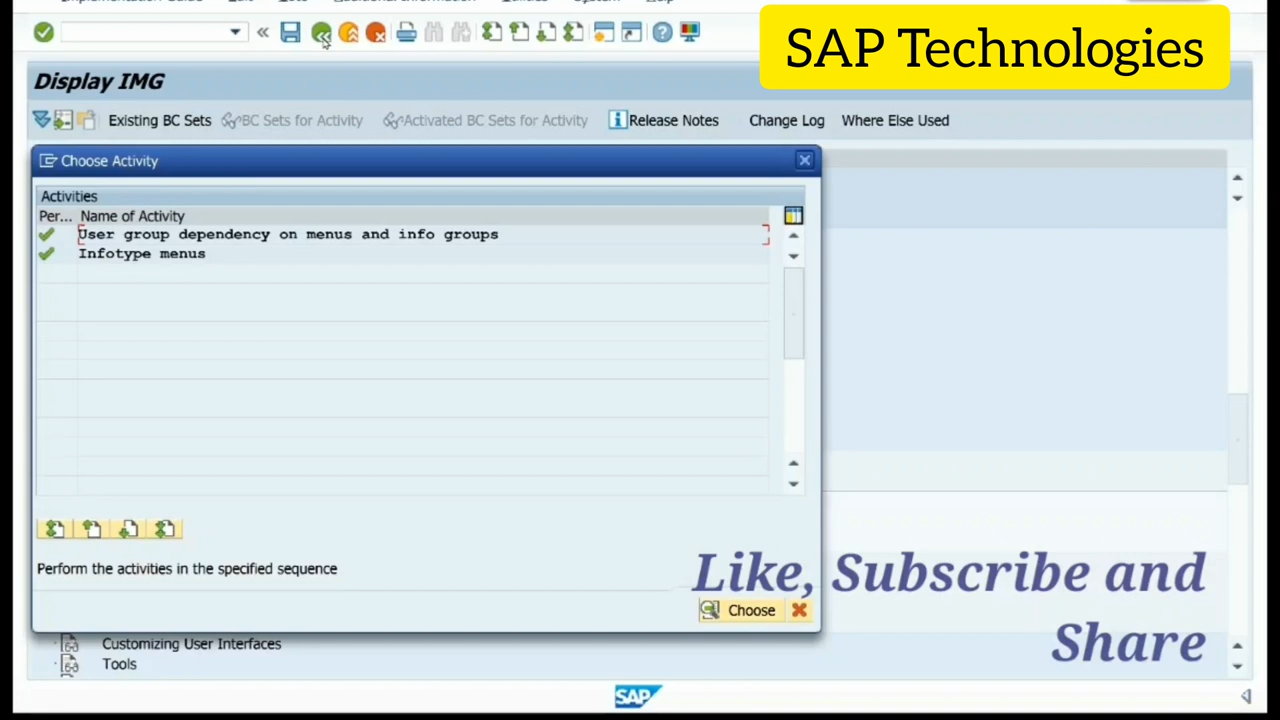 SAP Technologies
Display IMG
Existing BC Sets BC Sets for Activity Activated BC Sets for Activity Release Notes Change Log Where Else Used
Choose Activity
Activities
Per... Name of Activity
User group dependency on menus and info groups
Infotype menus
Perform the activities in the specified sequence
Like, Subscribe and
Share
Choose
Customizing User Interfaces
Tools
SAP